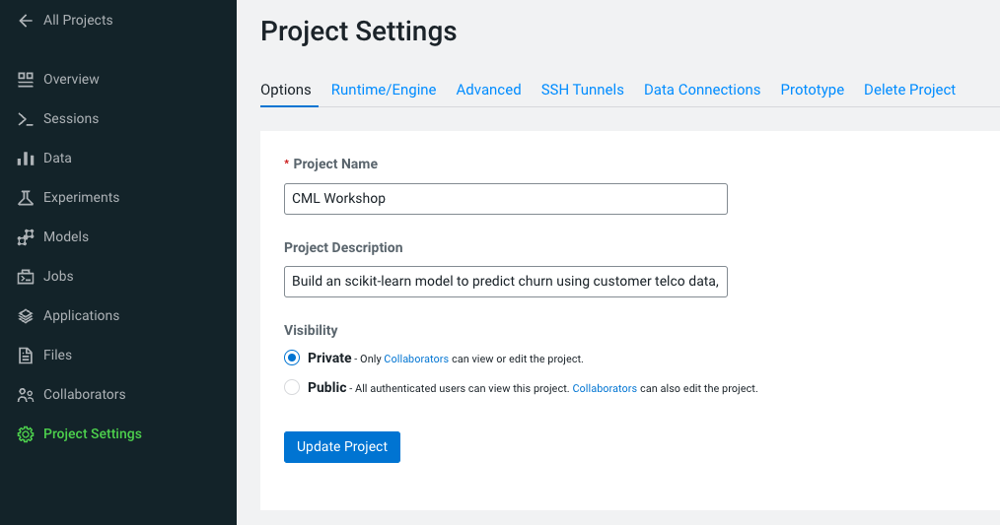 All Projects
Overview
Sessions
Data
Experiments
Models
Jobs
Applications
Files
Collaborators
Project Settings
Project Settings
Options Runtime/Engine Advanced SSH Tunnels Data Connections Prototype Delete Project
* Project Name
CML Workshop
Project Description
Build an scikit-learn model to predict churn using customer telco data,
Visibility
Private - Only Collaborators can view or edit the project.
Public - All authenticated users can view this project. Collaborators can also edit the project.
Update Project